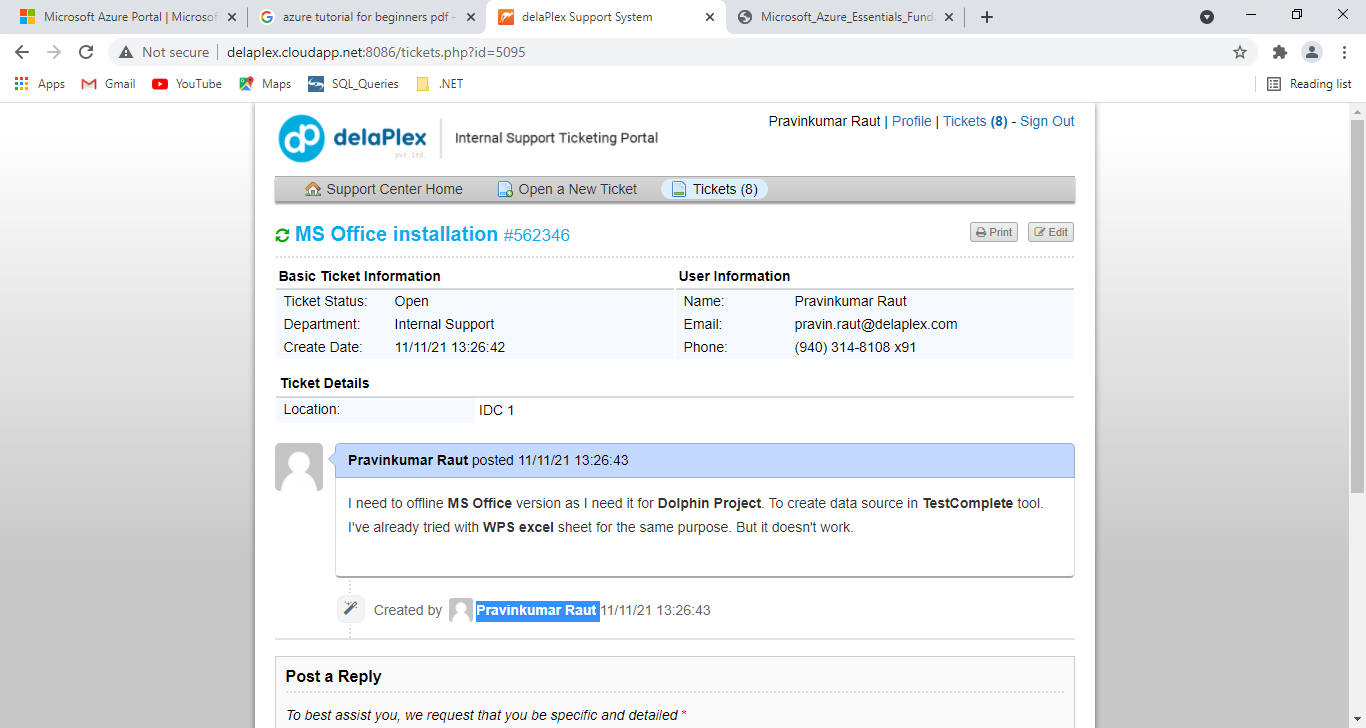 Microsoft Azure Portal | Microsof
azure tutorial for beginners pdf -
delaPlex Support System
Microsoft_Azure_Essentials_Fund
Not secure
delaplex.cloudapp.net:8086/tickets.php?id=5095
Apps
Gmail
YouTube
Maps
SQL_Queries
.NET
Reading list
dp delaPlex
pvt. ltd.
Internal Support Ticketing Portal
Pravinkumar Raut | Profile | Tickets (8) - Sign Out
Support Center Home
Open a New Ticket
Tickets (8)
MS Office installation #562346
Print
Edit
Basic Ticket Information
User Information
Ticket Status: Open
Name: Pravinkumar Raut
Department: Internal Support
Email: pravin.raut@delaplex.com
Create Date: 11/11/21 13:26:42
Phone: (940) 314-8108 x91
Ticket Details
Location: IDC 1
Pravinkumar Raut posted 11/11/21 13:26:43
I need to offline MS Office version as I need it for Dolphin Project. To create data source in TestComplete tool.
I've already tried with WPS excel sheet for the same purpose. But it doesn't work.
Created by Pravinkumar Raut 11/11/21 13:26:43
Post a Reply
To best assist you, we request that you be specific and detailed *